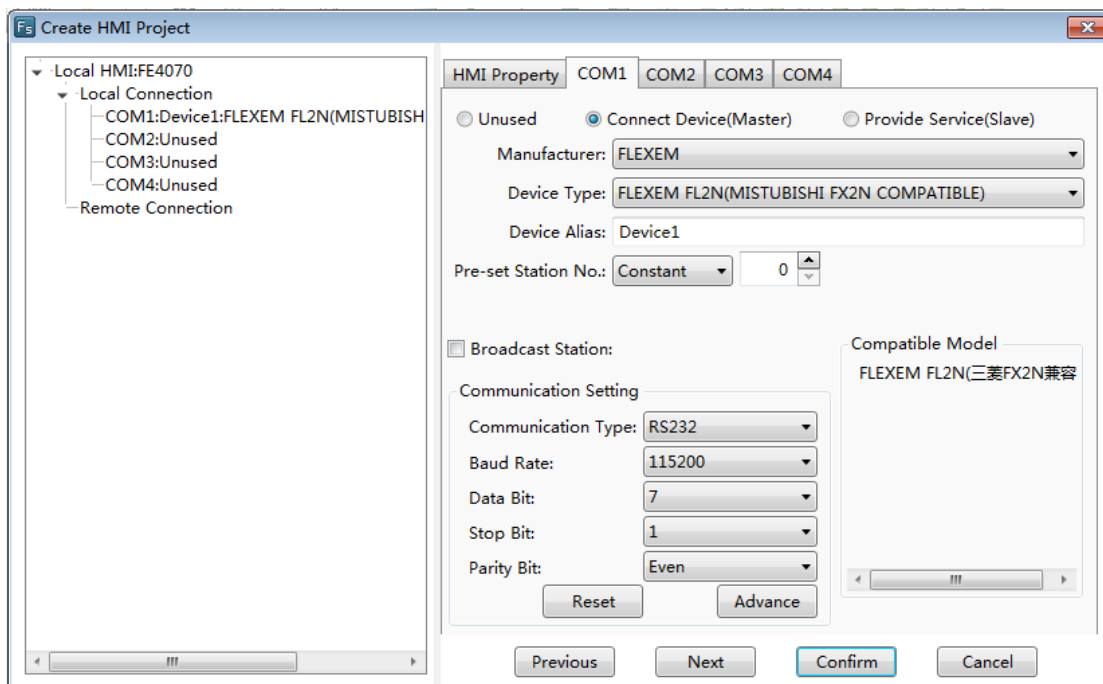 Fs Create HMI Project
Local HMI:FE4070
Local Connection
COM1:Device1:FLEXEM FL2N(MISTUBISH
COM2:Unused
COM3:Unused
COM4:Unused
Remote Connection
HMI Property COM1 COM2 COM3 COM4
Unused Connect Device(Master) Provide Service(Slave)
Manufacturer: FLEXEM
Device Type: FLEXEM FL2N(MISTUBISHI FX2N COMPATIBLE)
Device Alias: Device1
Pre-set Station No.: Constant 0
Broadcast Station:
Communication Setting
Communication Type: RS232
Baud Rate: 115200
Data Bit: 7
Stop Bit: 1
Parity Bit: Even
Reset Advance
Compatible Model
FLEXEM FL2N(三菱FX2N兼容
Previous Next Confirm Cancel